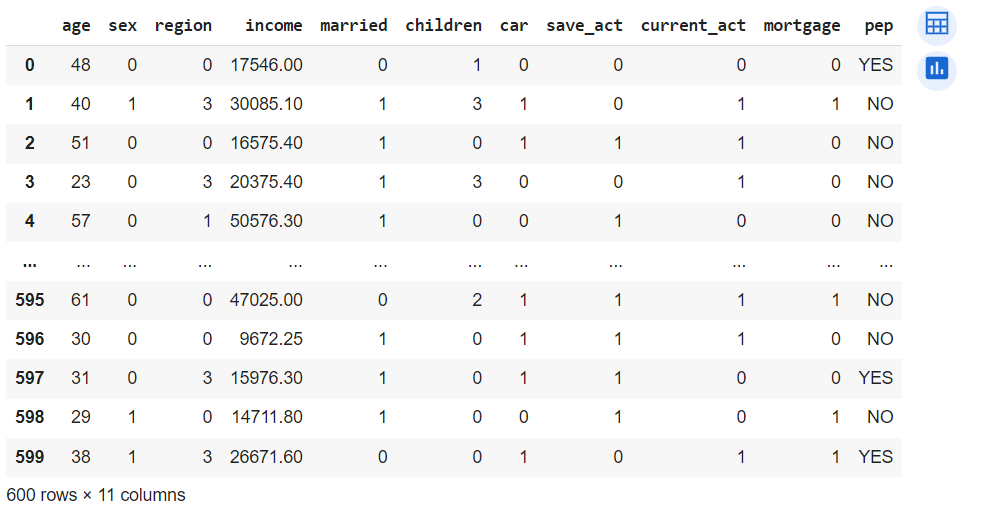 age sex region income married children car save_act current_act mortgage pep
0 48 0 0 17546.00 0 1 0 0 0 0 YES
1 40 1 3 30085.10 1 3 1 0 1 1 NO
2 51 0 0 16575.40 1 0 1 1 1 0 NO
3 23 0 3 20375.40 1 3 0 0 1 0 NO
4 57 0 1 50576.30 1 0 0 1 0 0 NO
... ... ... ... ... ... ... ... ... ... ... ...
595 61 0 0 47025.00 0 2 1 1 1 1 NO
596 30 0 0 9672.25 1 0 1 1 1 0 NO
597 31 0 3 15976.30 1 0 1 1 0 0 YES
598 29 1 0 14711.80 1 0 0 1 0 1 NO
599 38 1 3 26671.60 0 0 1 0 1 1 YES
600 rows × 11 columns